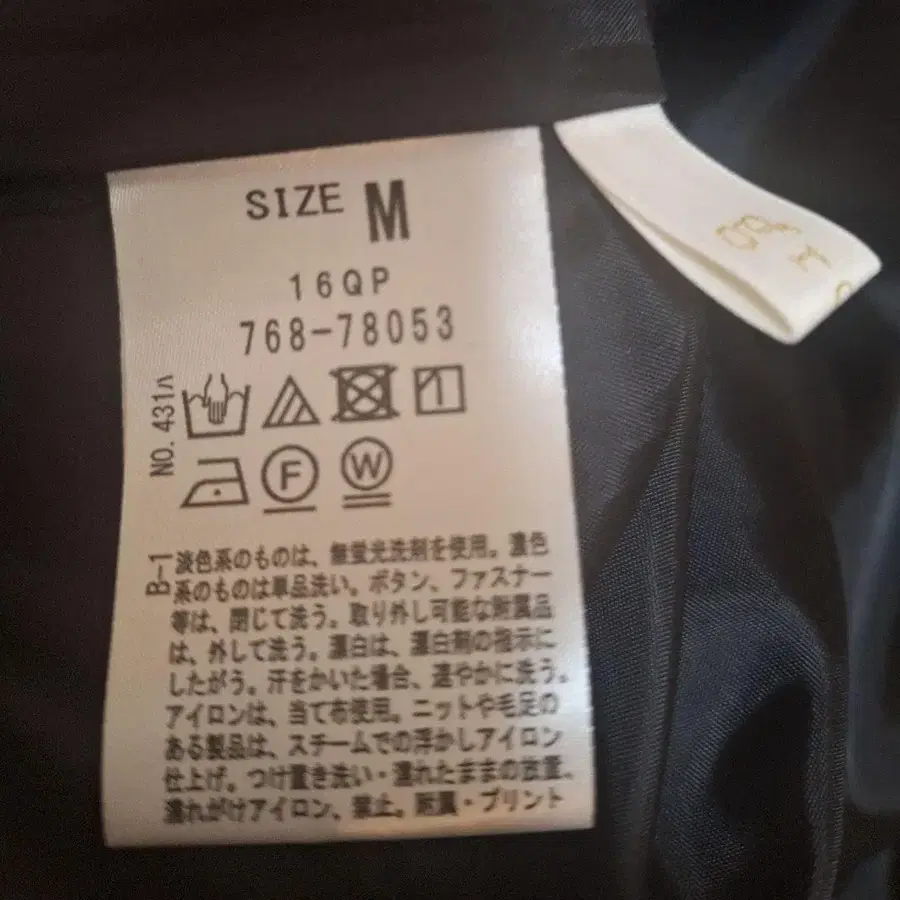 SIZE M
16QP
768-78053
NO. 431ハ
F W
B-1
淡色系のものは、無蛍光洗剤を使用。濃色
系のものは単品洗い。ボタン、ファスナー
等は、閉じて洗う。取り外し可能な附属品
は、外して洗う。漂白は、漂白剤の指示に
したがう。汗をかいた場合、速やかに洗う。
アイロンは、当て布使用。ニットや毛足の
ある製品は、スチームでの浮かしアイロン
仕上げ。つけ置き洗い・濡れたままの放置、
濡れがけアイロン、禁止。附属・プリント